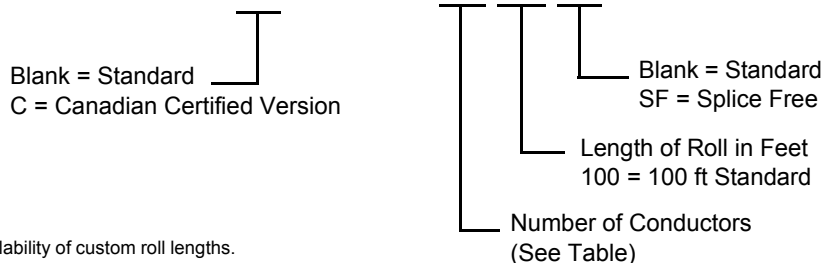 Blank = Standard
C = Canadian Certified Version
Blank = Standard
SF = Splice Free
Length of Roll in Feet
100 = 100 ft Standard
Number of Conductors
(See Table)
of custom roll lengths.